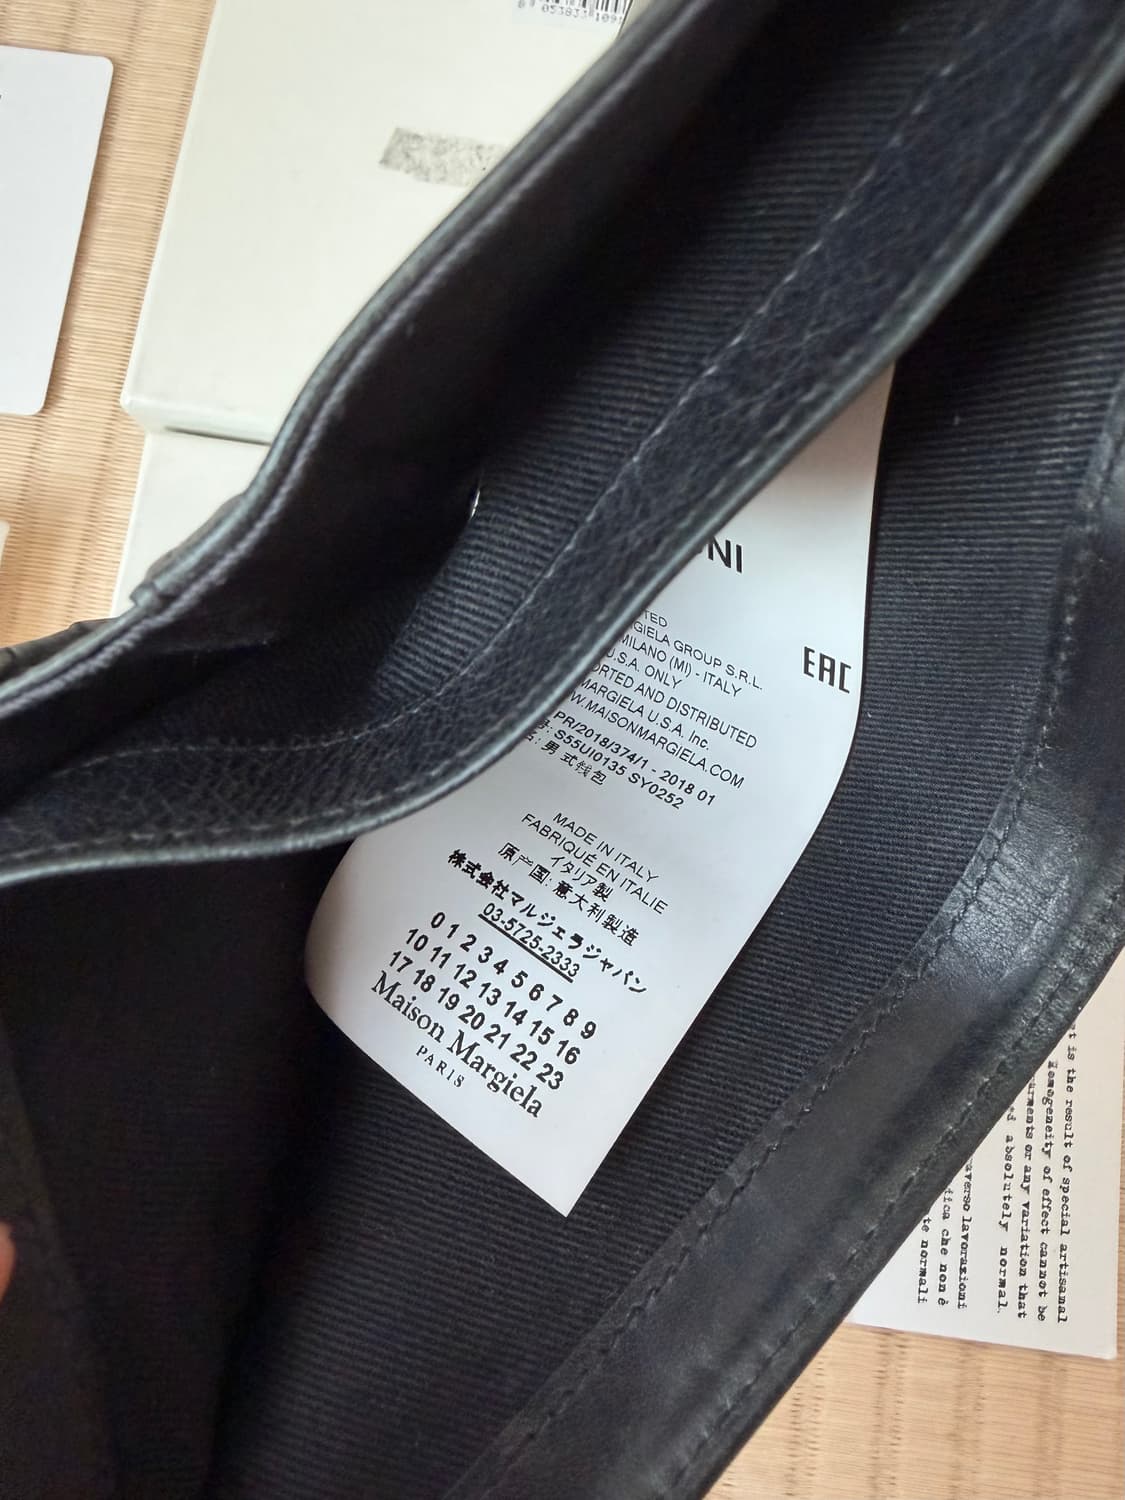 TED
GIELA GROUP S.R.L.
MILANO (MI) - ITALY
U.S.A. ONLY
ORTED AND DISTRIBUTED
MARGIELA U.S.A. Inc.
W.MAISONMARGIELA.COM
PR/2018/374/1 - 2018 01
S55UI0135 SY0252
男式钱包
EAC
MADE IN ITALY
FABRIQUÉ EN ITALIE
イタリア製
原产国: 意大利製造
株式会社マルジェラジャパン
03-5725-2333
0 1 2 3 4 5 6 7 8 9
10 11 12 13 14 15 16
17 18 19 20 21 22 23
Maison Margiela
PARIS
is the result of special artisanal
Homogeneity of effect cannot be
arments or any variation that
absolutely normal.
averso lavorazioni
fica che non è
te normali